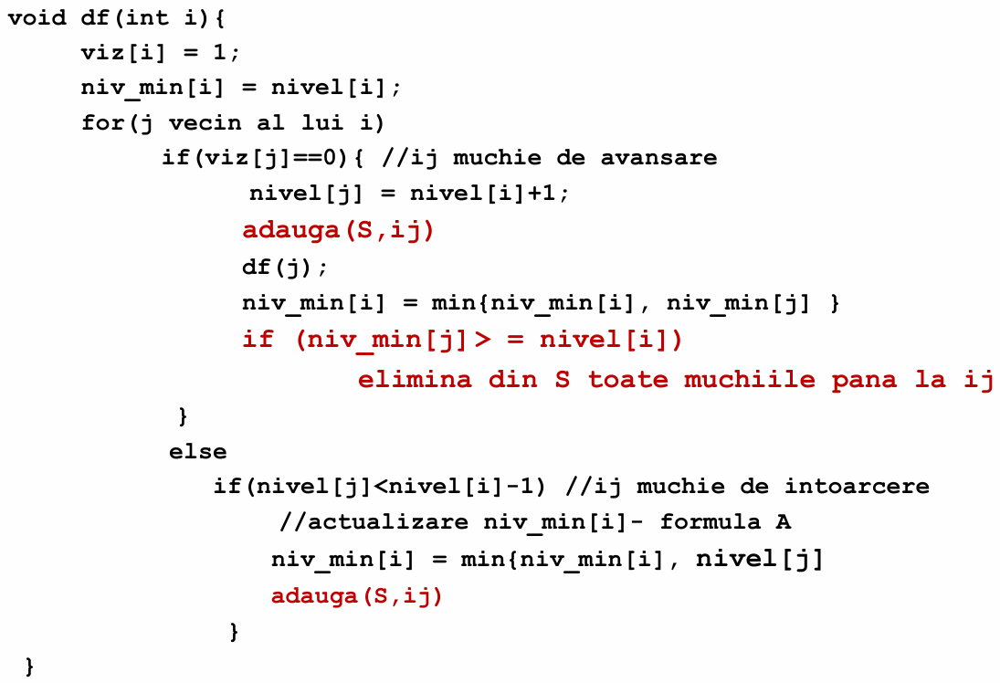 void df(int i){
viz[i] = 1;
niv_min[i] = nivel[i];
for(j vecin al lui i)
if(viz[j]==0){ //ij muchie de avansare
nivel[j] = nivel[i]+1;
adauga(S,ij)
df(j);
niv_min[i] = min{niv_min[i], niv_min[j] }
if (niv_min[j]> = nivel[i])
elimina din S toate muchiile pana la ij
}
else
if(nivel[j]<nivel[i]-1) //ij muchie de intoarcere
//actualizare niv_min[i]- formula A
niv_min[i] = min{niv_min[i], nivel[j]
adauga(S,ij)
}
}